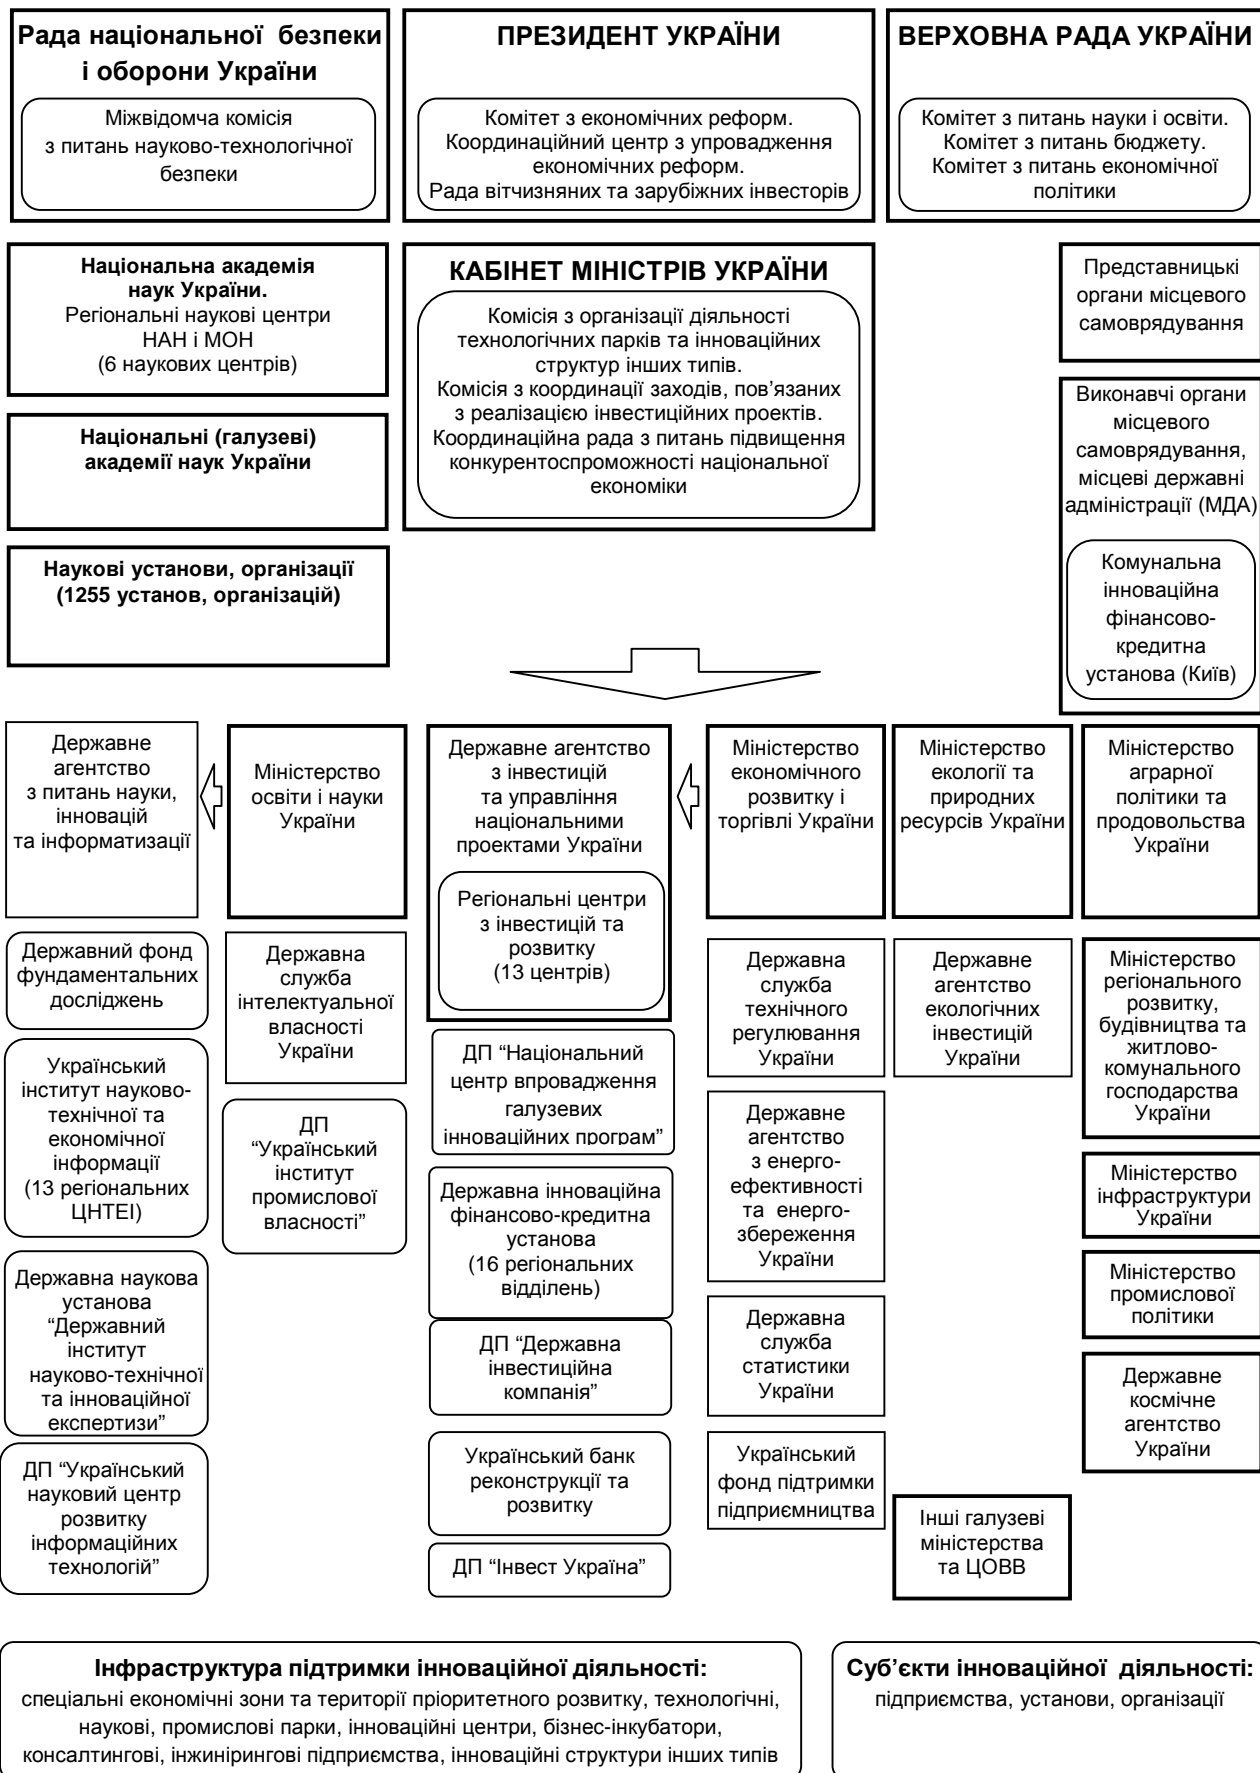 Рада національної безпеки
і оборони України
Міжвідомча комісія
з питань науково-технологічної
безпеки
ПРЕЗИДЕНТ УКРАЇНИ
Комітет з економічних реформ.
Координаційний центр з упровадження
економічних реформ.
Рада вітчизняних та зарубіжних інвесторів
ВЕРХОВНА РАДА УКРАЇНИ
Комітет з питань науки і освіти.
Комітет з питань бюджету.
Комітет з питань економічної
політики
Національна академія
наук України.
Регіональні наукові центри
НАН і МОН
(6 наукових центрів)
КАБІНЕТ МІНІСТРІВ УКРАЇНИ
Комісія з організації діяльності
технологічних парків та інноваційних
структур інших типів.
Комісія з координації заходів, пов’язаних
з реалізацією інвестиційних проектів.
Координаційна рада з питань підвищення
конкурентоспроможності національної
економіки
Представницькі
органи місцевого
самоврядування
Національні (галузеві)
академії наук України
Виконавчі органи
місцевого
самоврядування,
місцеві державні
адміністрації (МДА)
Комунальна
інноваційна
фінансово-
кредитна
установа (Київ)
Наукові установи, організації
(1255 установ, організацій)
Державне
агентство
з питань науки,
інновацій
та інформатизації
Міністерство
освіти і науки
України
Державне агентство
з інвестицій
та управління
національними
проектами України
Регіональні центри
з інвестицій та
розвитку
(13 центрів)
Міністерство
економічного
розвитку і
торгівлі України
Міністерство
екології та
природних
ресурсів України
Міністерство
аграрної
політики та
продовольства
України
Державний фонд
фундаментальних
досліджень
Український
інститут науково-
технічної та
економічної
інформації
(13 регіональних
ЦНТЕІ)
Державна наукова
установа
“Державний
інститут
науково-технічної
та інноваційної
експертизи”
ДП “Український
науковий центр
розвитку
інформаційних
технологій”
Державна
служба
інтелектуальної
власності
України
ДП
“Український
інститут
промислової
власності”
ДП “Національний
центр впровадження
галузевих
інноваційних програм”
Державна інноваційна
фінансово-кредитна
установа
(16 регіональних
відділень)
ДП “Державна
інвестиційна
компанія”
Український банк
реконструкції та
розвитку
ДП “Інвест Україна”
Державна
служба
технічного
регулювання
України
Державне
агентство
з енерго-
ефективності
та енерго-
збереження
України
Державна
служба
статистики
України
Український
фонд підтримки
підприємництва
Державне
агентство
екологічних
інвестицій
України
Інші галузеві
міністерства
та ЦОВВ
Міністерство
регіонального
розвитку,
будівництва та
житлово-
комунального
господарства
України
Міністерство
інфраструктури
України
Міністерство
промислової
політики
Державне
космічне
агентство
України
Інфраструктура підтримки інноваційної діяльності:
спеціальні економічні зони та території пріоритетного розвитку, технологічні,
наукові, промислові парки, інноваційні центри, бізнес-інкубатори,
консалтингові, інжинірингові підприємства, інноваційні структури інших типів
Суб’єкти інноваційної діяльності:
підприємства, установи, організації